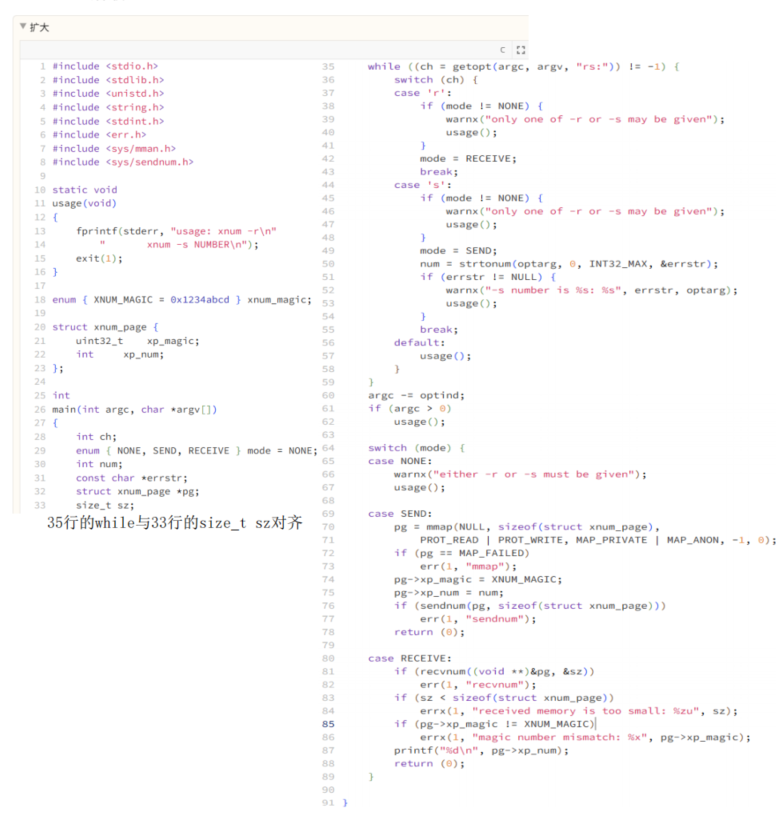 ▼ 扩大
C
1 #include <stdio.h>
2 #include <stdlib.h>
3 #include <unistd.h>
4 #include <string.h>
5 #include <stdint.h>
6 #include <err.h>
7 #include <sys/mman.h>
8 #include <sys/sendnum.h>
9
10 static void
11 usage(void)
12 {
13     fprintf(stderr, "usage: xnum -r\n"
14         "       xnum -s NUMBER\n");
15     exit(1);
16 }
17
18 enum { XNUM_MAGIC = 0x1234abcd } xnum_magic;
19
20 struct xnum_page {
21     uint32_t    xp_magic;
22     int     xp_num;
23 };
24
25 int
26 main(int argc, char *argv[])
27 {
28     int ch;
29     enum { NONE, SEND, RECEIVE } mode = NONE;
30     int num;
31     const char *errstr;
32     struct xnum_page *pg;
33     size_t sz;
35行的while与33行的size_t sz对齐
35     while ((ch = getopt(argc, argv, "rs:")) != -1) {
36         switch (ch) {
37         case 'r':
38             if (mode != NONE) {
39                 warnx("only one of -r or -s may be given");
40                 usage();
41             }
42             mode = RECEIVE;
43             break;
44         case 's':
45             if (mode != NONE) {
46                 warnx("only one of -r or -s may be given");
47                 usage();
48             }
49             mode = SEND;
50             num = strtonum(optarg, 0, INT32_MAX, &errstr);
51             if (errstr != NULL) {
52                 warnx("-s number is %s: %s", errstr, optarg);
53                 usage();
54             }
55             break;
56         default:
57             usage();
58         }
59     }
60     argc -= optind;
61     if (argc > 0)
62         usage();
63
64     switch (mode) {
65     case NONE:
66         warnx("either -r or -s must be given");
67         usage();
68
69     case SEND:
70         pg = mmap(NULL, sizeof(struct xnum_page),
71             PROT_READ | PROT_WRITE, MAP_PRIVATE | MAP_ANON, -1, 0);
72         if (pg == MAP_FAILED)
73             err(1, "mmap");
74         pg->xp_magic = XNUM_MAGIC;
75         pg->xp_num = num;
76         if (sendnum(pg, sizeof(struct xnum_page)))
77             err(1, "sendnum");
78         return (0);
79
80     case RECEIVE:
81         if (recvnum((void **)&pg, &sz))
82             err(1, "recvnum");
83         if (sz < sizeof(struct xnum_page))
84             errx(1, "received memory is too small: %zu", sz);
85         if (pg->xp_magic != XNUM_MAGIC)
86             errx(1, "magic number mismatch: %x", pg->xp_magic);
87         printf("%d\n", pg->xp_num);
88         return (0);
89     }
90
91 }